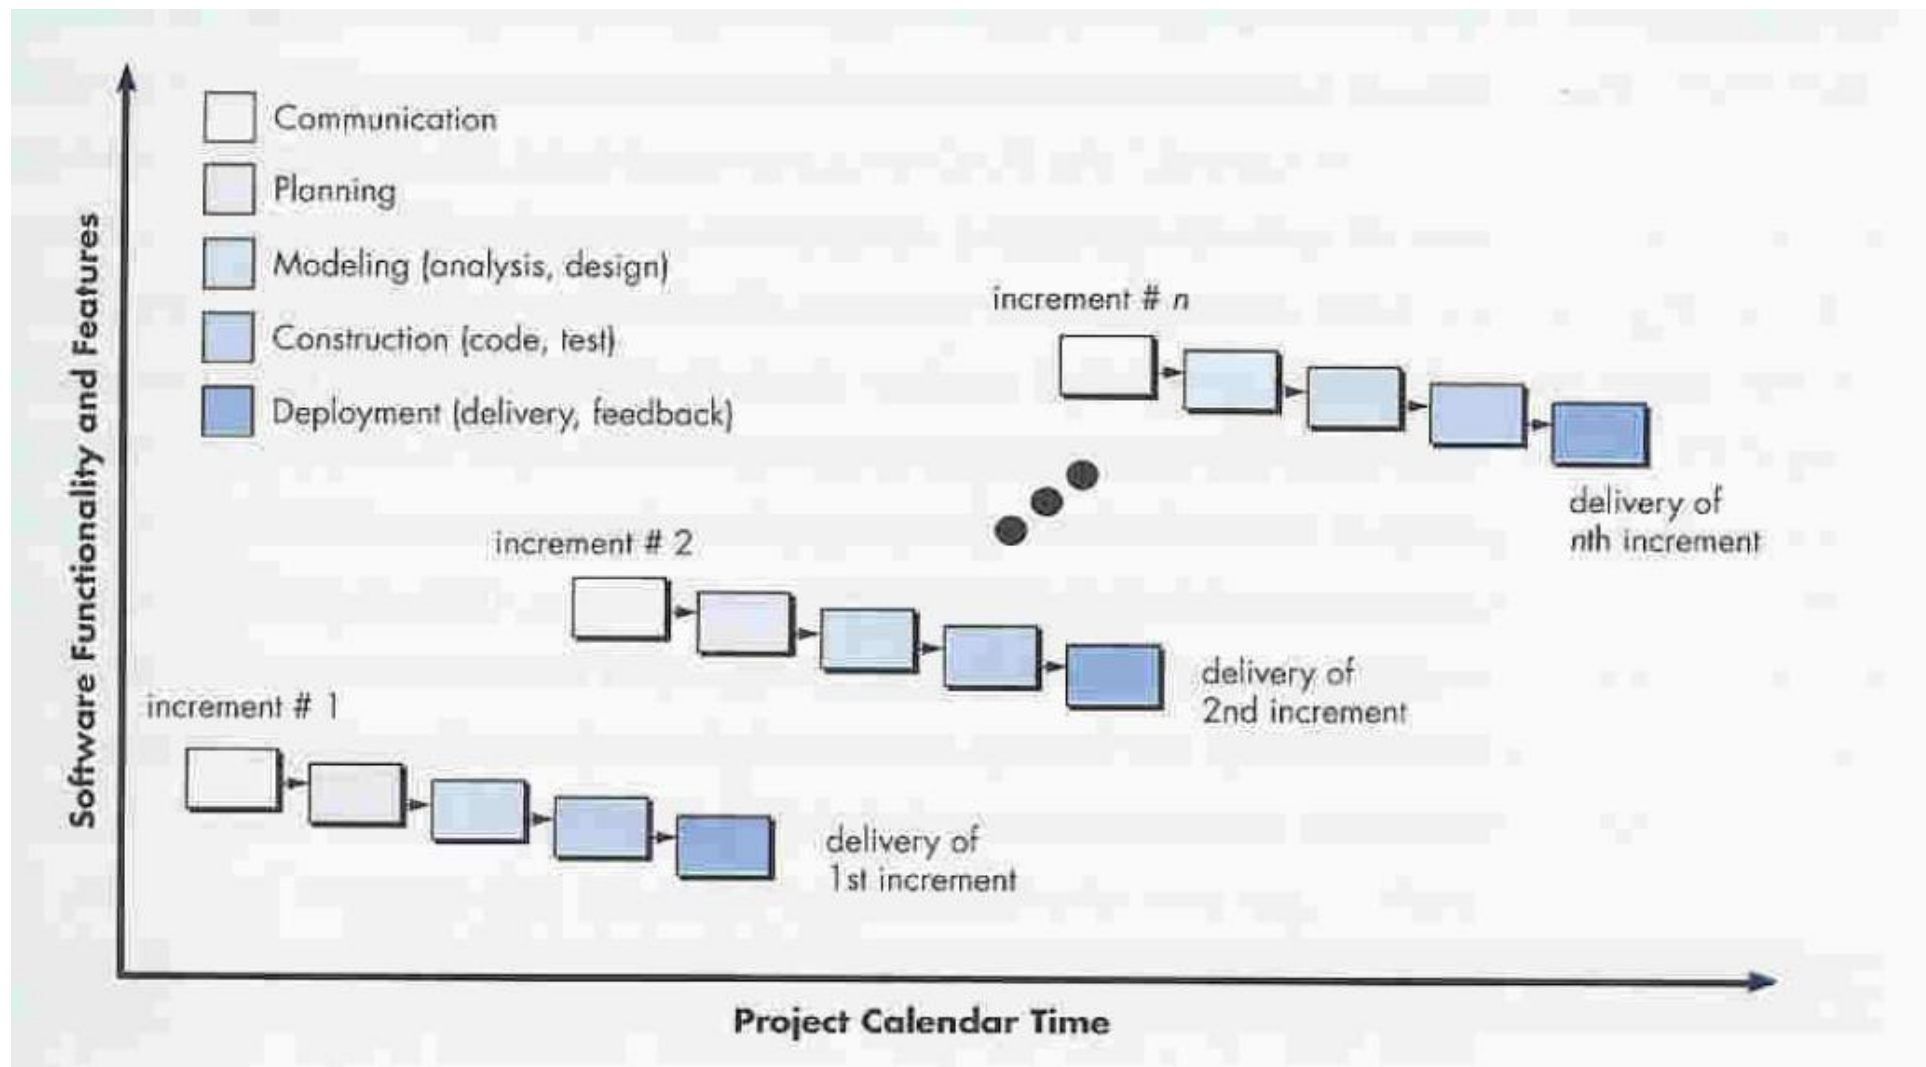 Software Functionality and Features
Communication
Planning
Modeling (analysis, design)
Construction (code, test)
Deployment (delivery, feedback)
increment # n
delivery of
nth increment
increment # 2
delivery of
2nd increment
increment # 1
delivery of
1st increment
Project Calendar Time